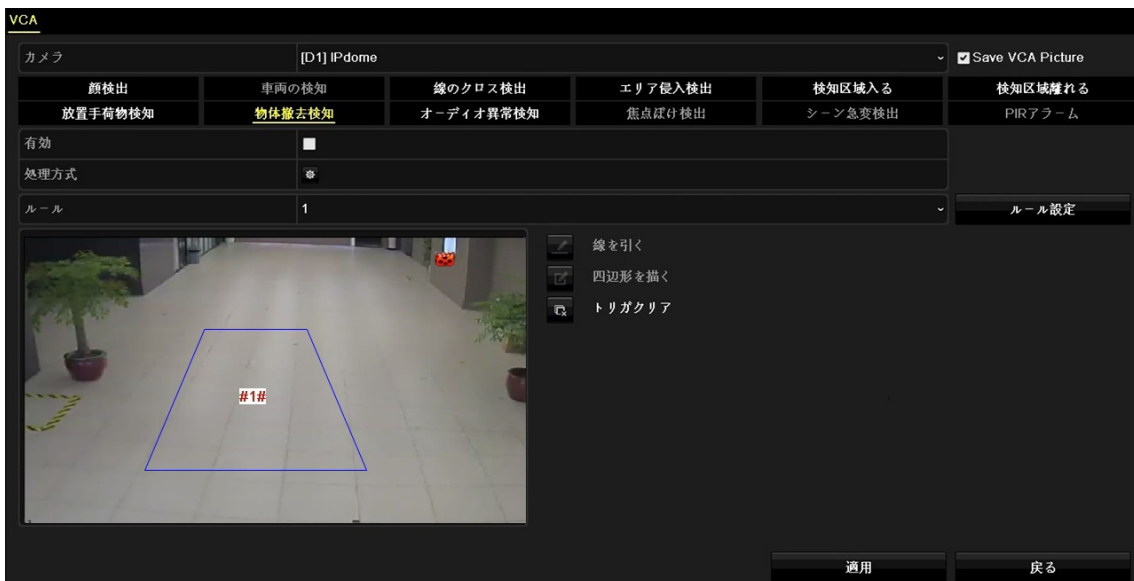 VCA
カメラ [D1] IPdome Save VCA Picture
顔検出 車両の検知 線のクロス検出 エリア侵入検出 検知区域入る 検知区域離れる
放置手荷物検知 物体撤去検知 オーディオ異常検知 焦点ぼけ検出 シーン急変検出 PIRアラーム
有効
処理方式
ルール 1 ルール設定
線を引く
四辺形を描く
トリガクリア
#1#
適用 戻る